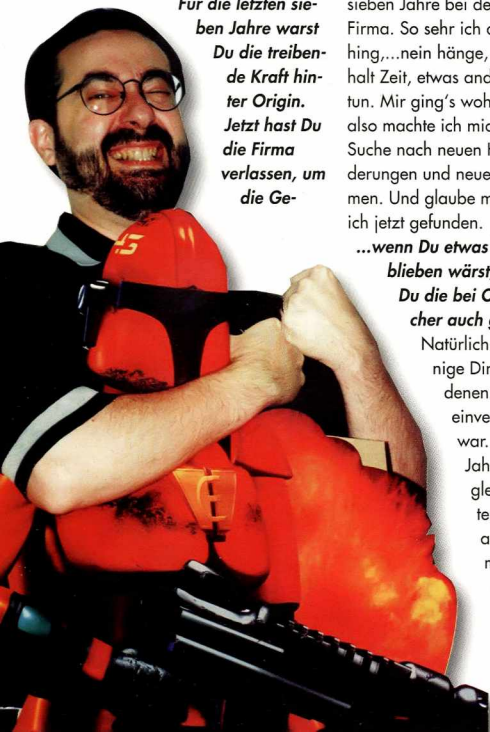 Für die letzten sie-
ben Jahre warst
Du die treiben-
de Kraft hin-
ter Origin.
Jetzt hast Du
die Firma
verlassen, um
die Ge-
sieben Jahre bei de
Firma. So sehr ich
hing,...nein hänge,
halt Zeit, etwas and
tun. Mir ging's woh
also machte ich mic
Suche nach neuen
derungen und neue
men. Und glaube m
ich jetzt gefunden.
...wenn Du etwas
blieben wärst
Du die bei
cher auch
Natürlich
nige Din
denen
einve
war.
Jah
gle
te
a